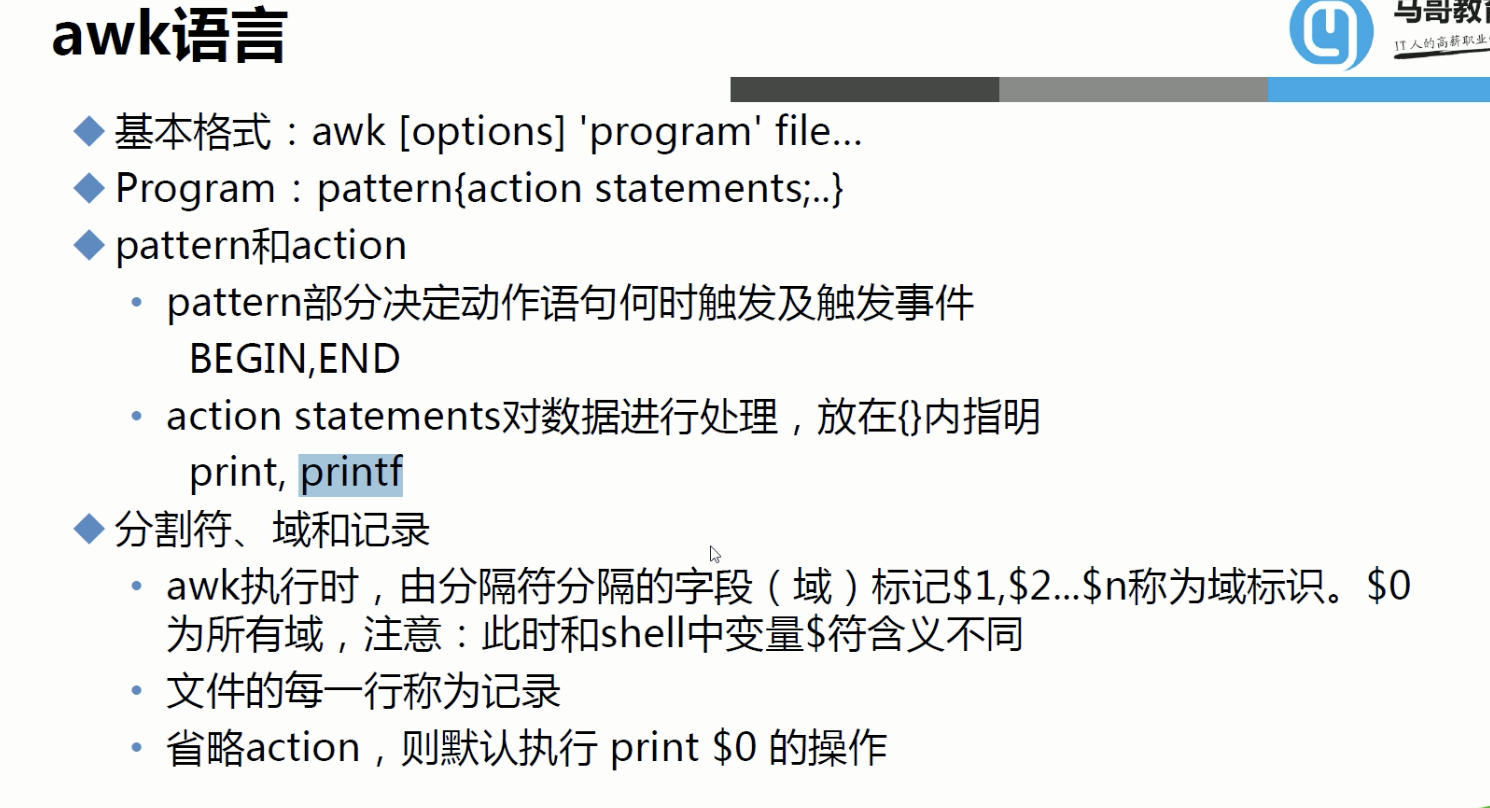 awk语言
马哥教育
IT人的高薪职业
基本格式：awk [options] 'program' file…
Program：pattern{action statements;..}
pattern和action
pattern部分决定动作语句何时触发及触发事件
BEGIN,END
action statements对数据进行处理，放在{}内指明
print, printf
分割符、域和记录
awk执行时，由分隔符分隔的字段（域）标记$1,$2...$n称为域标识。$0
为所有域，注意：此时和shell中变量$符含义不同
文件的每一行称为记录
省略action，则默认执行 print $0 的操作